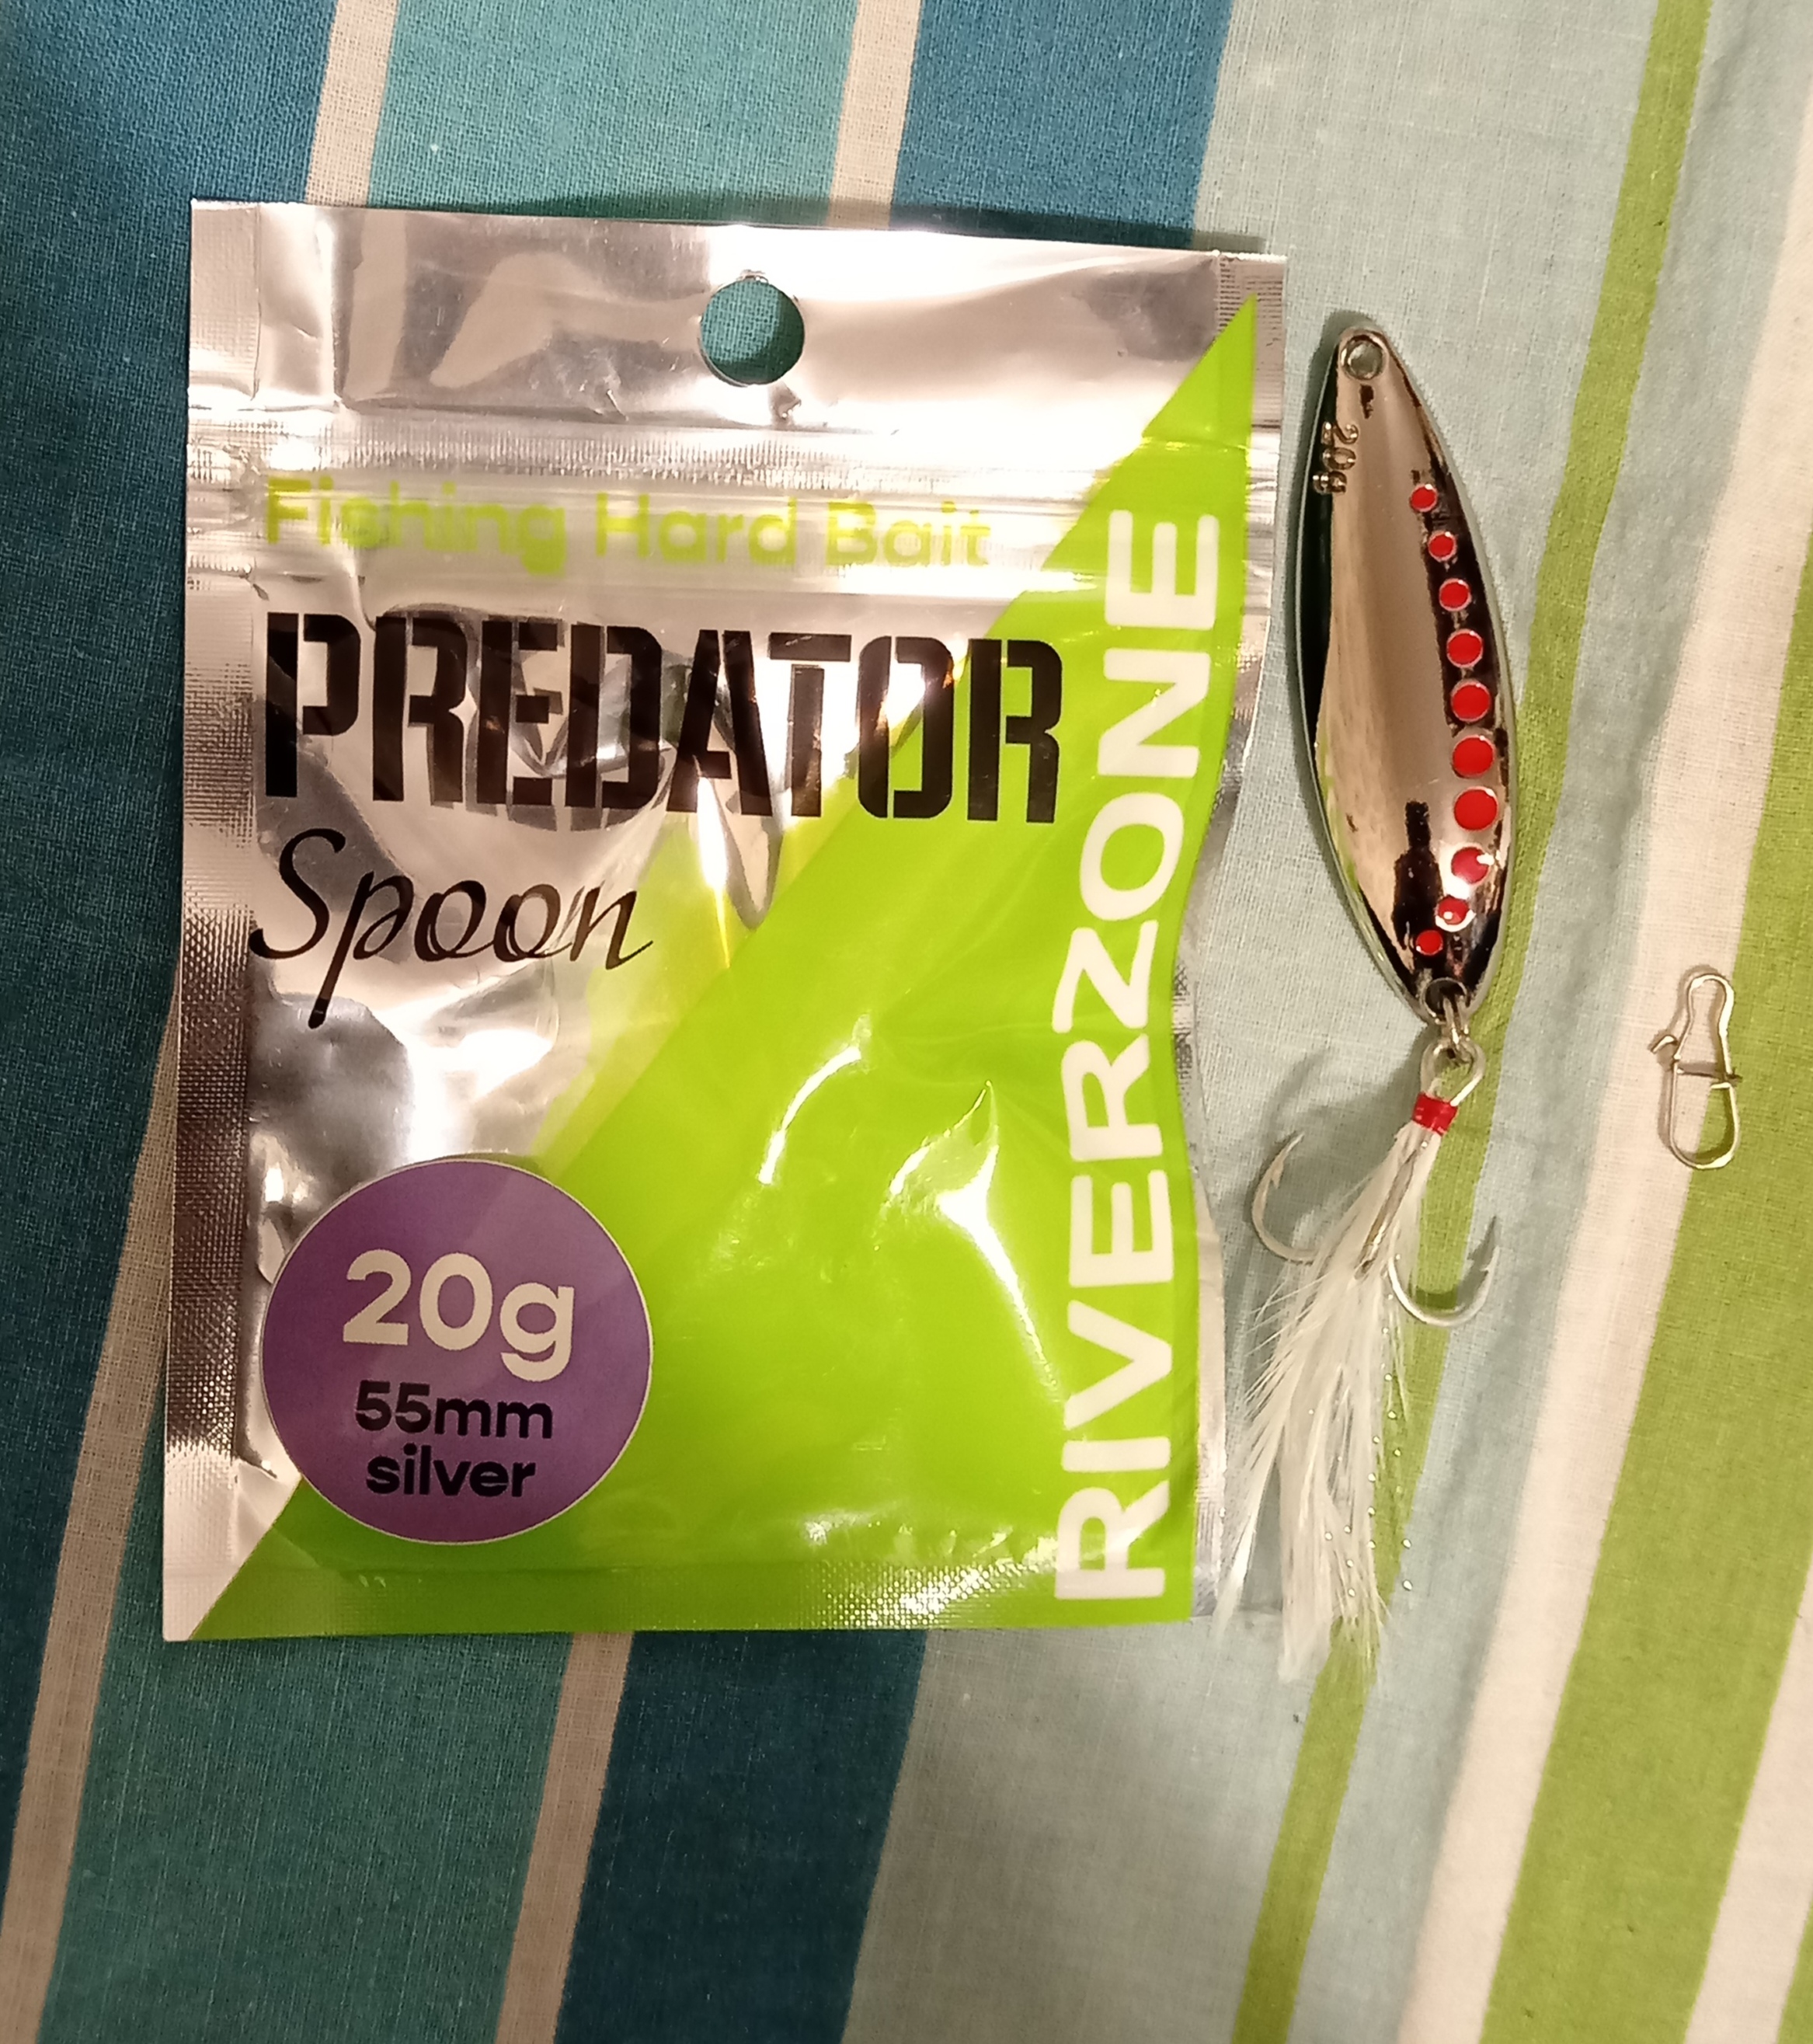 Fishing Hard Bait
PREDATOR
Spoon
RIVERZONE
20g
55mm
silver
20g